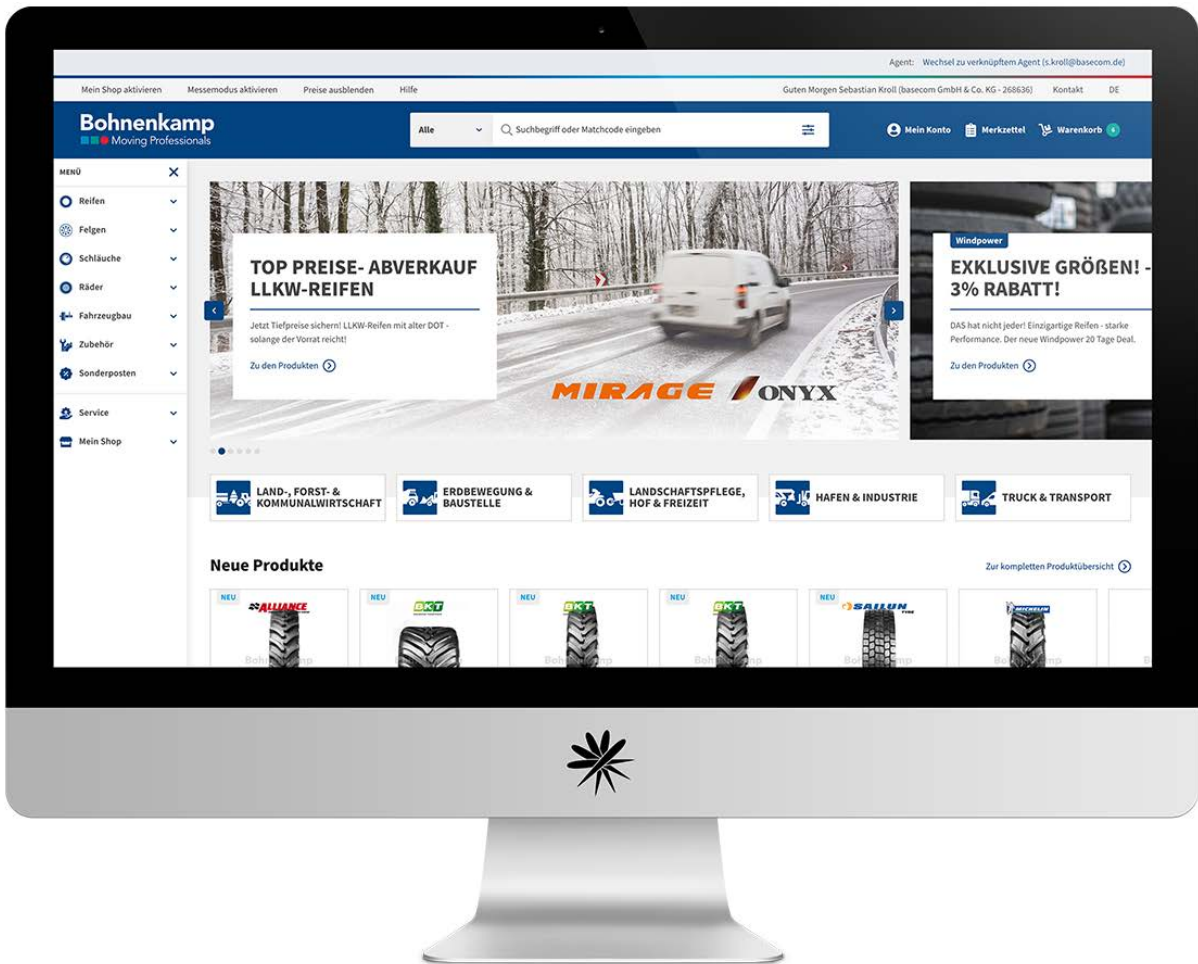 Agent: Wechsel zu verknüpftem Agent (s.kroll@basecom.de)
Mein Shop aktivieren Messemodus aktivieren Preise ausblenden Hilfe Guten Morgen Sebastian Kroll (basecom GmbH & Co. KG - 268636) Kontakt DE
Bohnenkamp
Moving Professionals
Alle Suchbegriff oder Matchcode eingeben
Mein Konto Merkzettel Warenkorb
MENÜ
Reifen
Felgen
Schläuche
Räder
Fahrzeugbau
Zubehör
Sonderposten
Service
Mein Shop
TOP PREISE- ABVERKAUF
LLKW-REIFEN
Jetzt Tiefpreise sichern! LLKW-Reifen mit alter DOT -
solange der Vorrat reicht!
Zu den Produkten
MIRAGE ONYX
Windpower
EXKLUSIVE GRÖßEN! -
3% RABATT!
DAS hat nicht jeder! Einzigartige Reifen - starke
Performance. Der neue Windpower 20 Tage Deal.
Zu den Produkten
LAND-, FORST- &
KOMMUNALWIRTSCHAFT
ERDBEWEGUNG &
BAUSTELLE
LANDSCHAFTSPFLEGE,
HOF & FREIZEIT
HAFEN & INDUSTRIE
TRUCK & TRANSPORT
Neue Produkte
Zur kompletten Produktübersicht
NEU ALLIANCE
NEU BKT
NEU BKT
NEU BKT
NEU SAILUN TYRE
MICHELIN